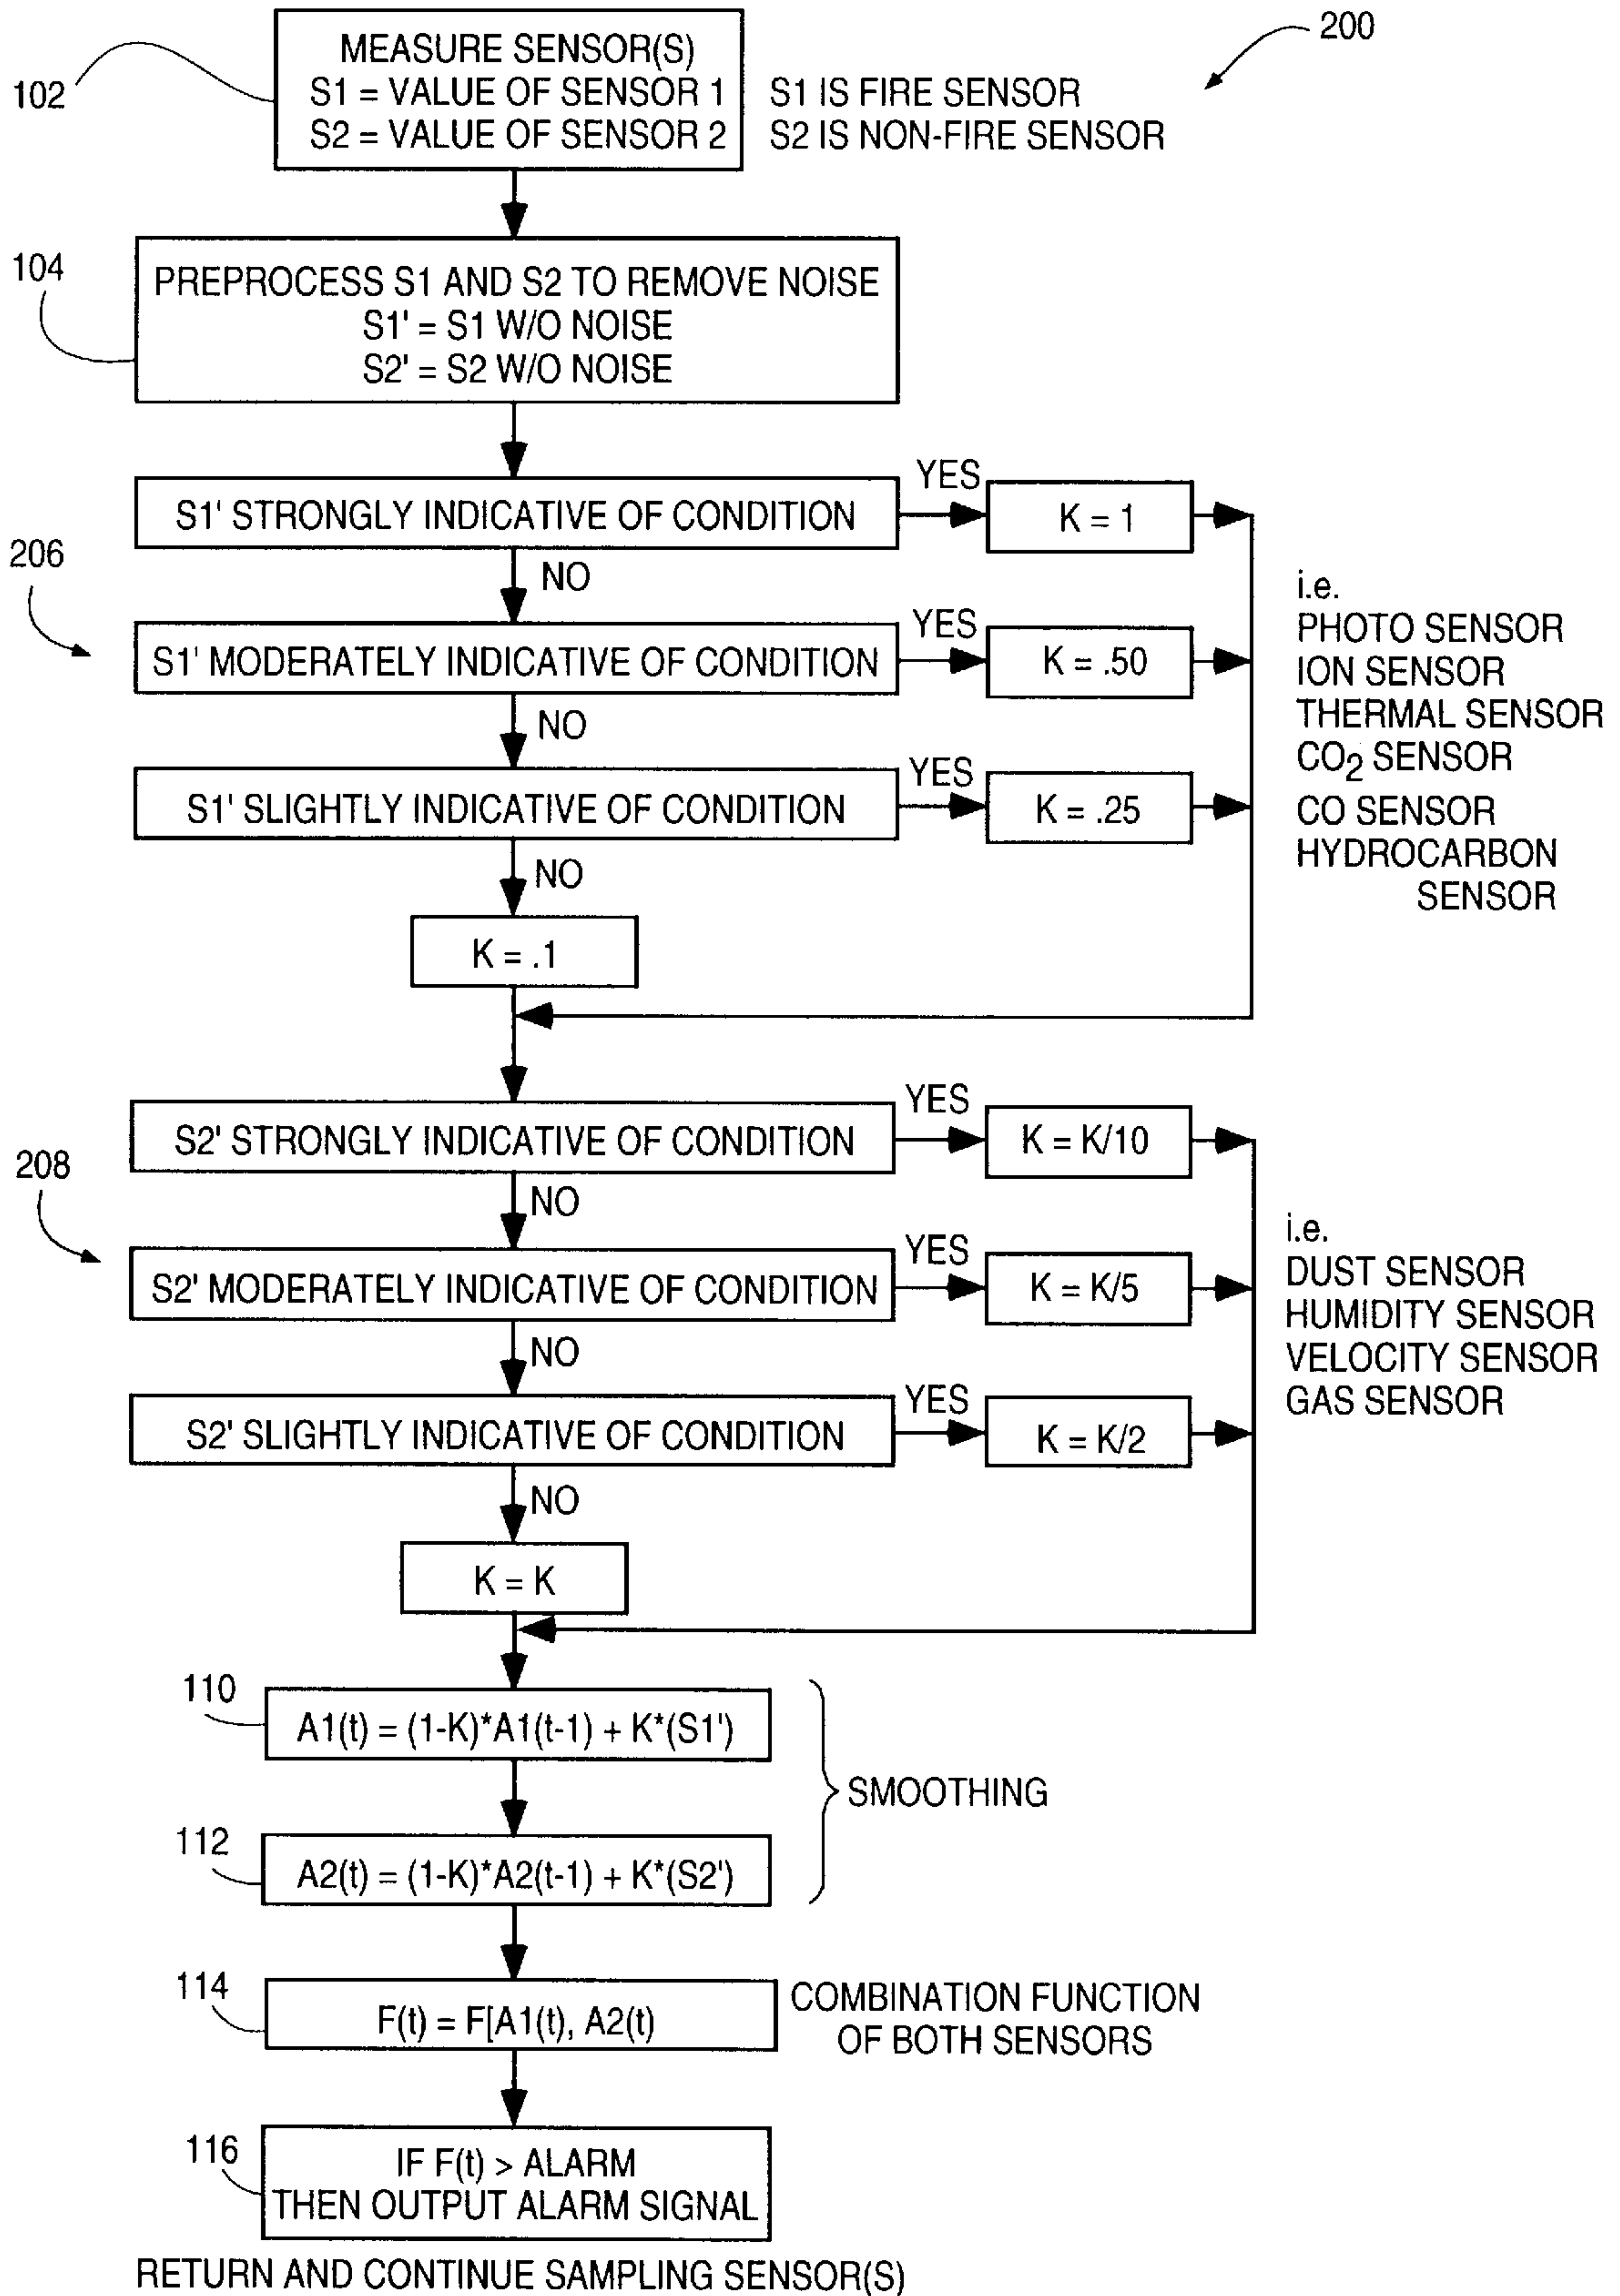 200
MEASURE SENSOR(S)
S1 = VALUE OF SENSOR 1
S2 = VALUE OF SENSOR 2
102
S1 IS FIRE SENSOR
S2 IS NON-FIRE SENSOR
104
PREPROCESS S1 AND S2 TO REMOVE NOISE
S1' = S1 W/O NOISE
S2' = S2 W/O NOISE
206
S1' STRONGLY INDICATIVE OF CONDITION
YES
K = 1
NO
S1' MODERATELY INDICATIVE OF CONDITION
YES
K = .50
NO
S1' SLIGHTLY INDICATIVE OF CONDITION
YES
K = .25
NO
K = .1
i.e.
PHOTO SENSOR
ION SENSOR
THERMAL SENSOR
CO2 SENSOR
CO SENSOR
HYDROCARBON
SENSOR
208
S2' STRONGLY INDICATIVE OF CONDITION
YES
K = K/10
NO
S2' MODERATELY INDICATIVE OF CONDITION
YES
K = K/5
NO
S2' SLIGHTLY INDICATIVE OF CONDITION
YES
K = K/2
NO
K = K
i.e.
DUST SENSOR
HUMIDITY SENSOR
VELOCITY SENSOR
GAS SENSOR
110
A1(t) = (1-K)*A1(t-1) + K*(S1')
SMOOTHING
112
A2(t) = (1-K)*A2(t-1) + K*(S2')
114
F(t) = F[A1(t), A2(t)
COMBINATION FUNCTION
OF BOTH SENSORS
116
IF F(t) > ALARM
THEN OUTPUT ALARM SIGNAL
RETURN AND CONTINUE SAMPLING SENSOR(S)